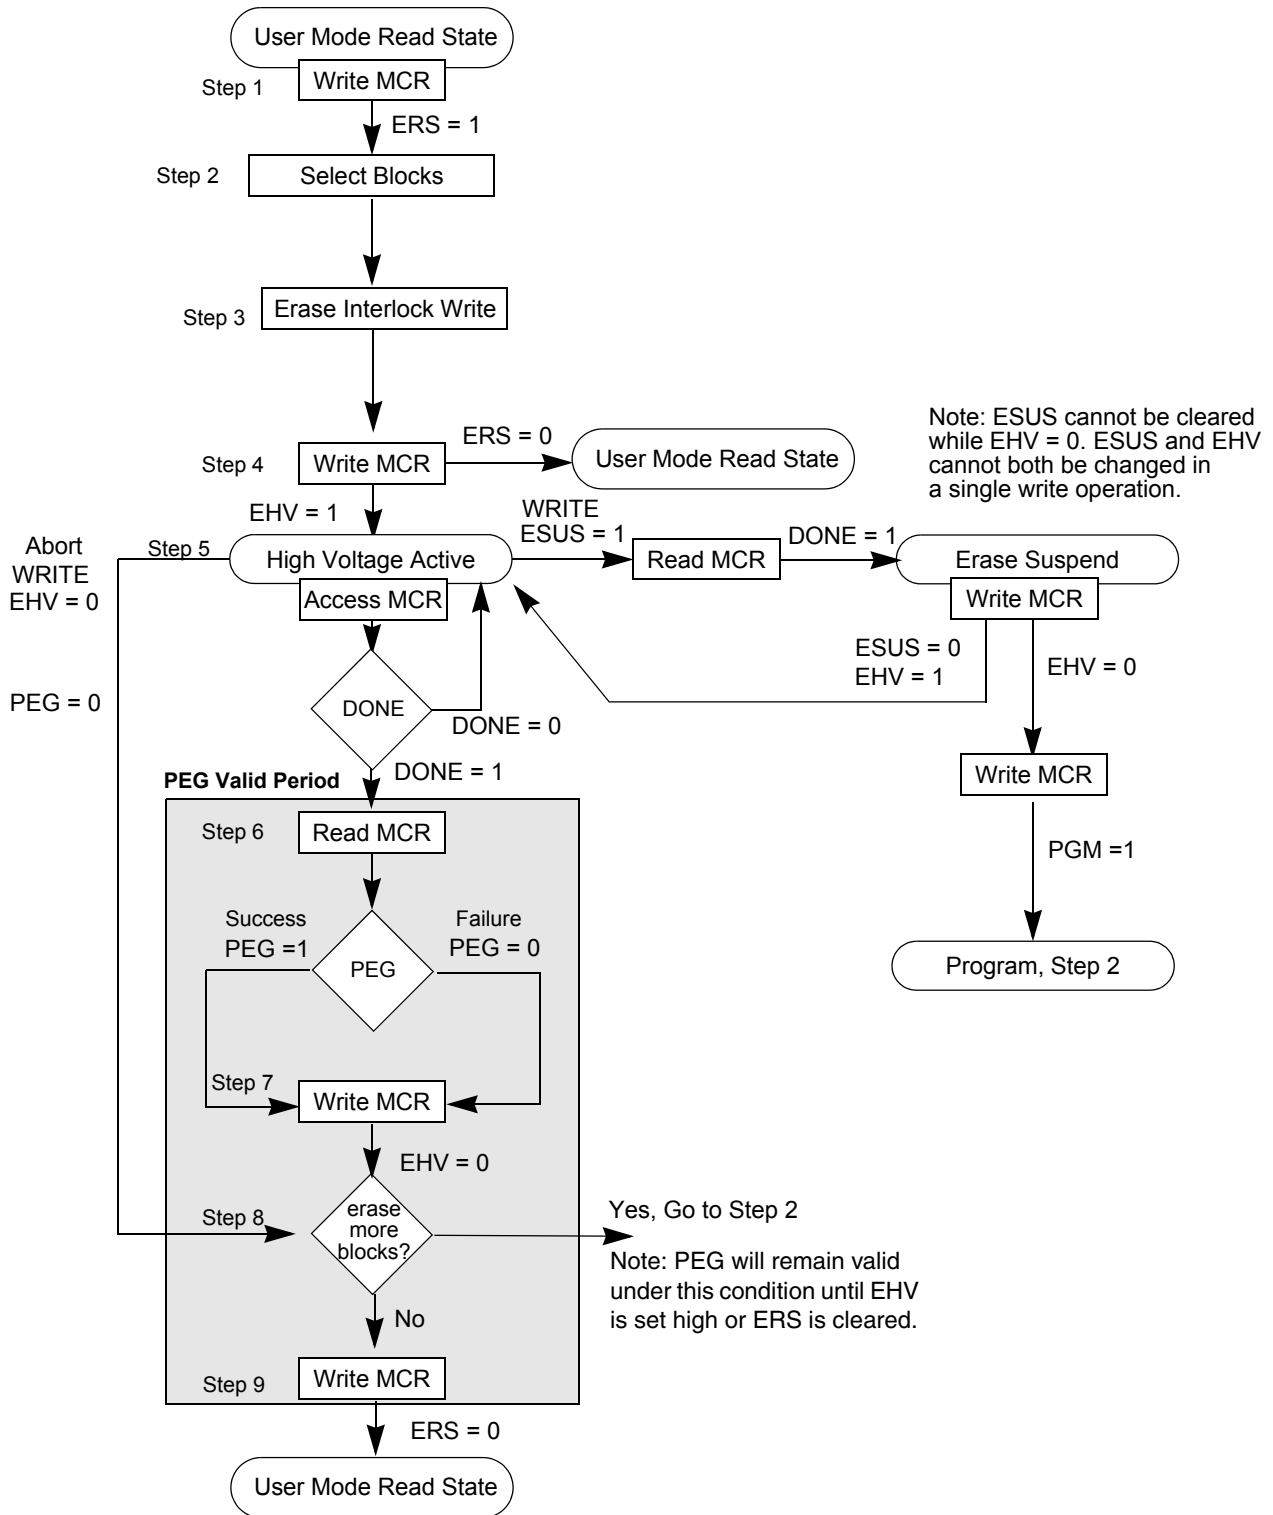 User Mode Read State
Step 1
Write MCR
ERS = 1
Step 2
Select Blocks
Step 3
Erase Interlock Write
Step 4
Write MCR
ERS = 0
User Mode Read State
Note: ESUS cannot be cleared
while EHV = 0. ESUS and EHV
cannot both be changed in
a single write operation.
EHV = 1
Abort
WRITE
EHV = 0
PEG = 0
Step 5
High Voltage Active
Access MCR
WRITE
ESUS = 1
Read MCR
DONE = 1
Erase Suspend
Write MCR
ESUS = 0
EHV = 1
EHV = 0
Write MCR
PGM =1
Program, Step 2
DONE
DONE = 0
DONE = 1
PEG Valid Period
Step 6
Read MCR
Success
PEG =1
Failure
PEG = 0
PEG
Step 7
Write MCR
EHV = 0
Step 8
erase
more
blocks?
Yes, Go to Step 2
Note: PEG will remain valid
under this condition until EHV
is set high or ERS is cleared.
No
Step 9
Write MCR
ERS = 0
User Mode Read State